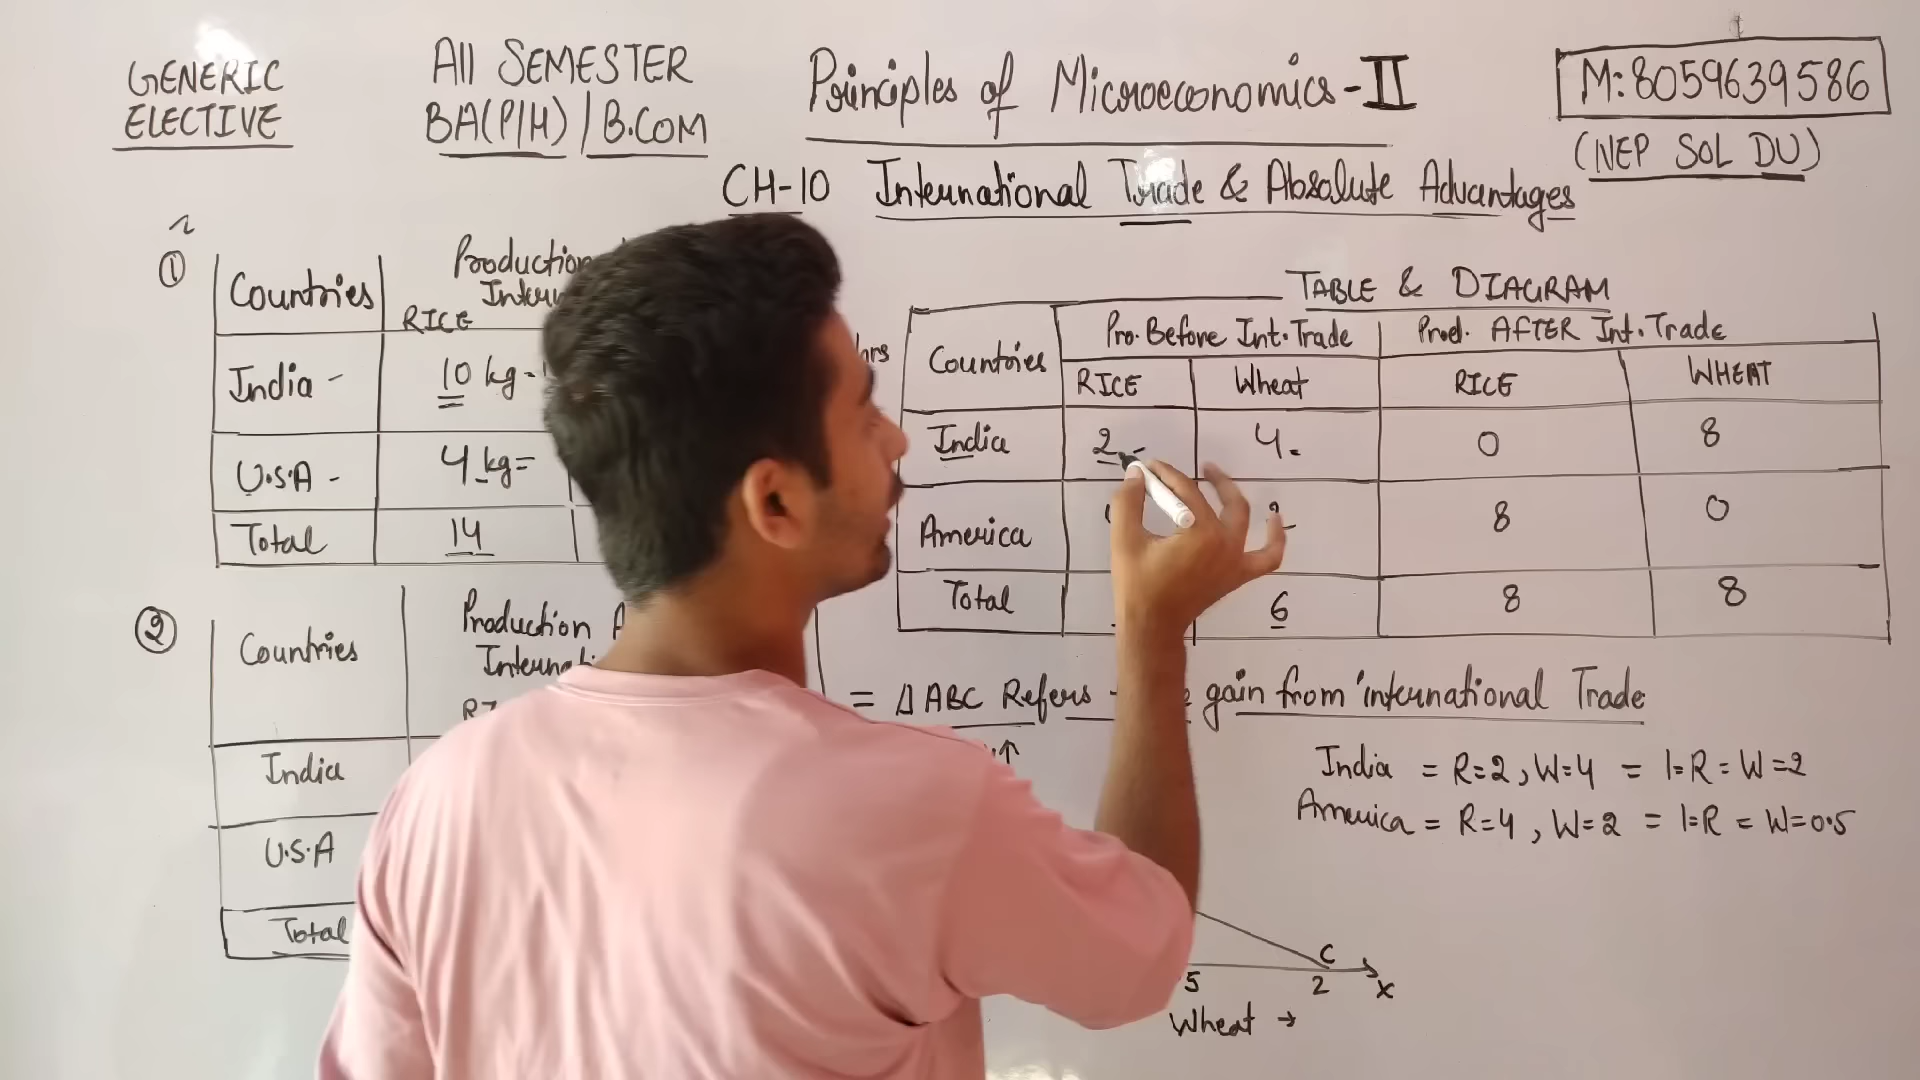 GENERIC
ELECTIVE
All SEMESTER
BA(P/H) / B.COM
Principles of Microeconomics-II
M:8059639586
(NEP SOL DU)
CH-10 International Trade & Absolute Advantages
①
Countries
Production
RICE
India -
10 kg-
U.S.A -
4 kg=
Total
14
②
Countries
Production
India
U.S.A
Total
TABLE & DIAGRAM
hrs
Countries
Pro. Before Int. Trade
Prod. AFTER Int. Trade
RICE
Wheat
RICE
WHEAT
India
2
4
0
8
America
2
8
0
Total
6
8
8
= Δ ABC Refers gain from international Trade
India = R=2, W=4 = 1=R = W=2
America = R=4, W=2 = 1=R = W=0.5
C
5
2
X
Wheat →